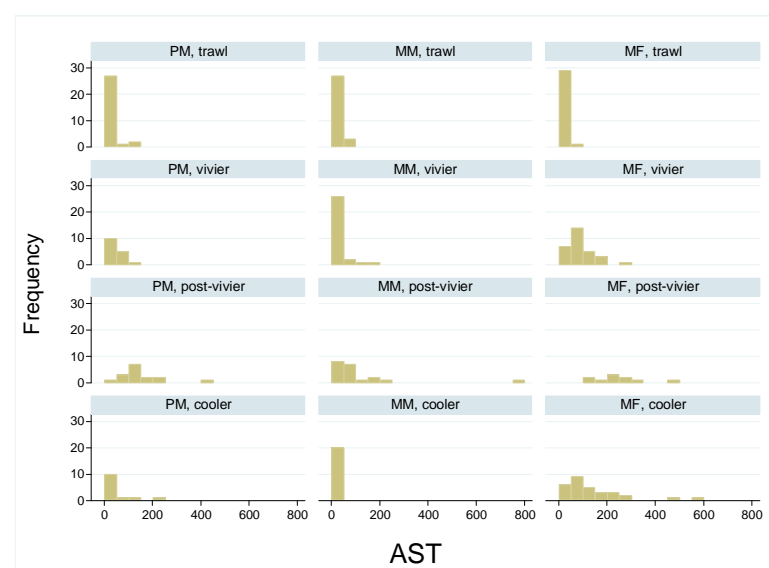 PM, trawl MM, trawl MF, trawl
30
20
10
0
PM, vivier MM, vivier MF, vivier
30
20
10
0
PM, post-vivier MM, post-vivier MF, post-vivier
30
20
10
0
PM, cooler MM, cooler MF, cooler
30
20
10
0
0 200 400 600 800 0 200 400 600 800 0 200 400 600 800
Frequency
AST